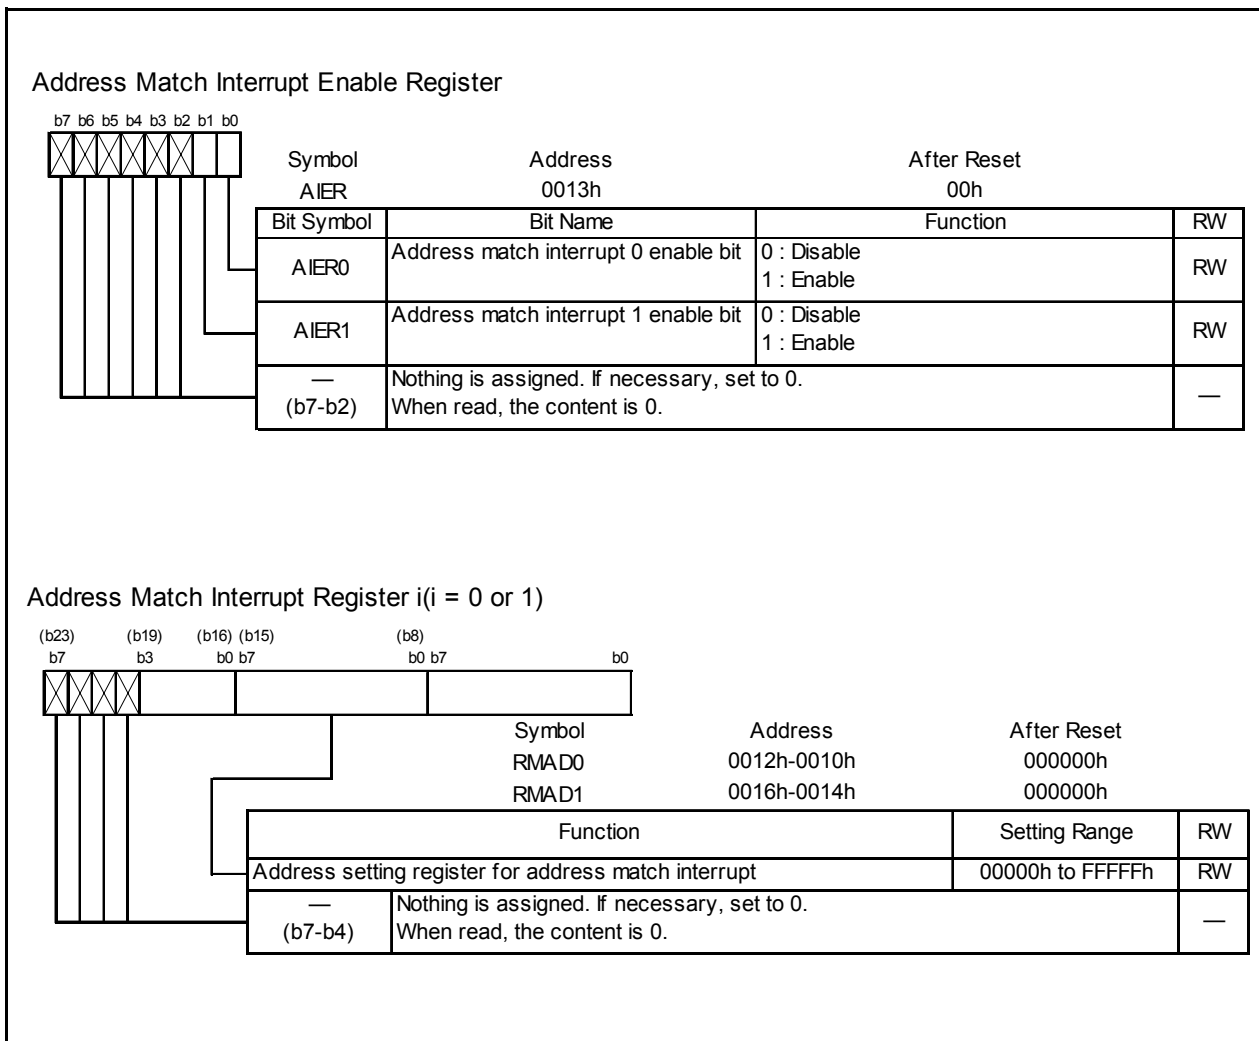 Address Match Interrupt Enable Register
b7 b6 b5 b4 b3 b2 b1 b0
Symbol Address After Reset
AIER 0013h 00h
Bit Symbol Bit Name Function RW
AIER0 Address match interrupt 0 enable bit 0 : Disable RW
1 : Enable
AIER1 Address match interrupt 1 enable bit 0 : Disable RW
1 : Enable
— Nothing is assigned. If necessary, set to 0. —
(b7-b2) When read, the content is 0.
Address Match Interrupt Register i(i = 0 or 1)
(b23) (b19) (b16) (b15) (b8)
b7 b3 b0 b7 b0 b7 b0
Symbol Address After Reset
RMAD0 0012h-0010h 000000h
RMAD1 0016h-0014h 000000h
Function Setting Range RW
Address setting register for address match interrupt 00000h to FFFFFh RW
— Nothing is assigned. If necessary, set to 0. —
(b7-b4) When read, the content is 0.